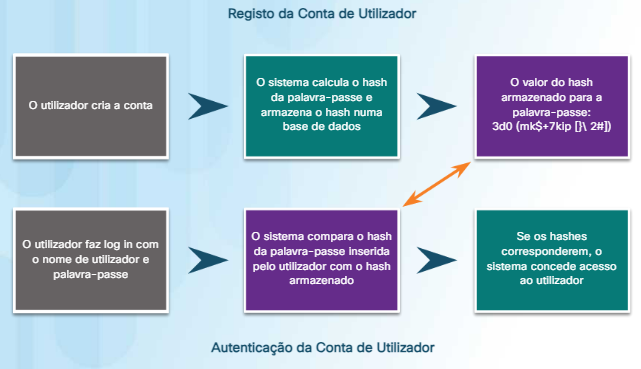 Registo da Conta de Utilizador
O utilizador cria a conta
O sistema calcula o hash
da palavra-passe e
armazena o hash numa
base de dados
O valor do hash
armazenado para a
palavra-passe:
3d0 (mk$+7kip []\ 2#])
O utilizador faz log in com
o nome de utilizador e
palavra-passe
O sistema compara o hash
da palavra-passe inserida
pelo utilizador com o hash
armazenado
Se os hashes
corresponderem, o
sistema concede acesso
ao utilizador
Autenticação da Conta de Utilizador